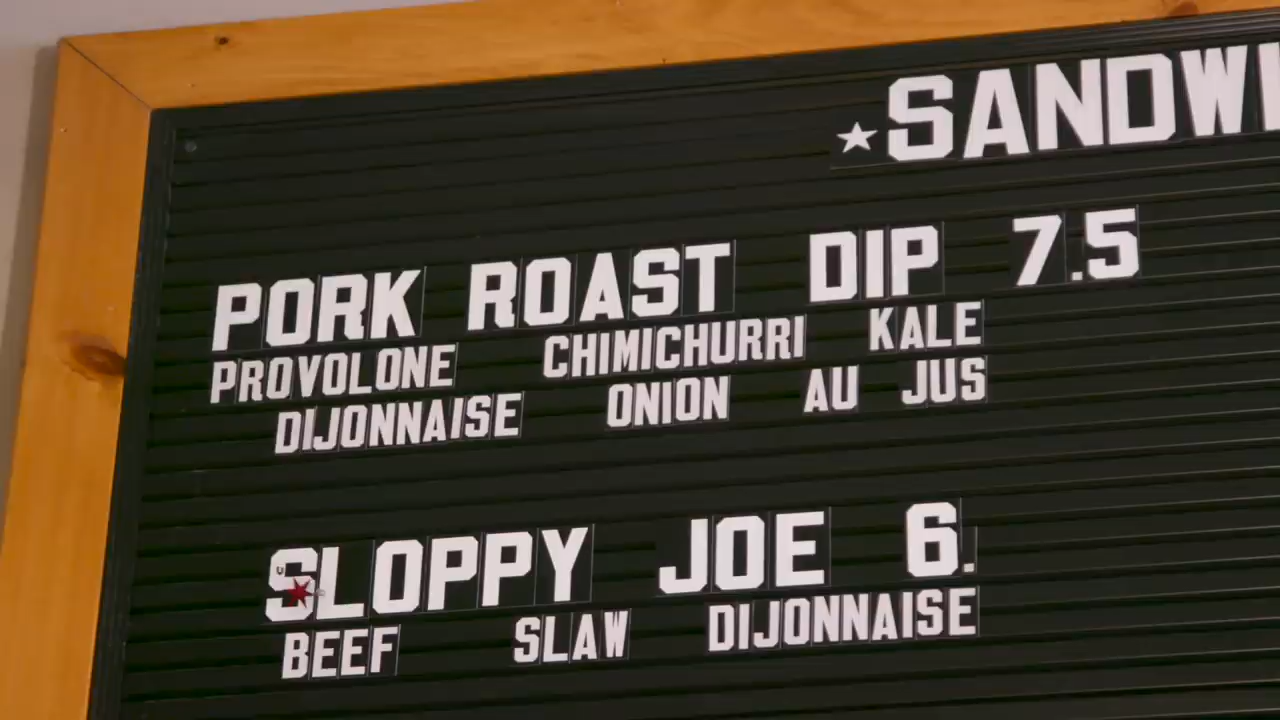 ★SANDWI
PORK ROAST DIP 7.5
PROVOLONE CHIMICHURRI KALE
DIJONNAISE ONION AU JUS
SLOPPY JOE 6.
BEEF SLAW DIJONNAISE